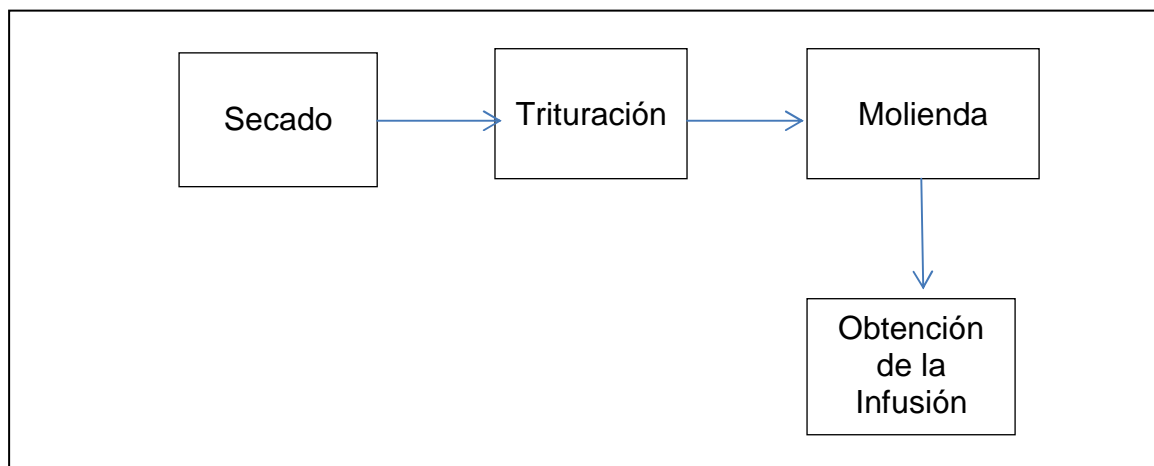 Secado
Trituración
Molienda
Obtención
de la
Infusión